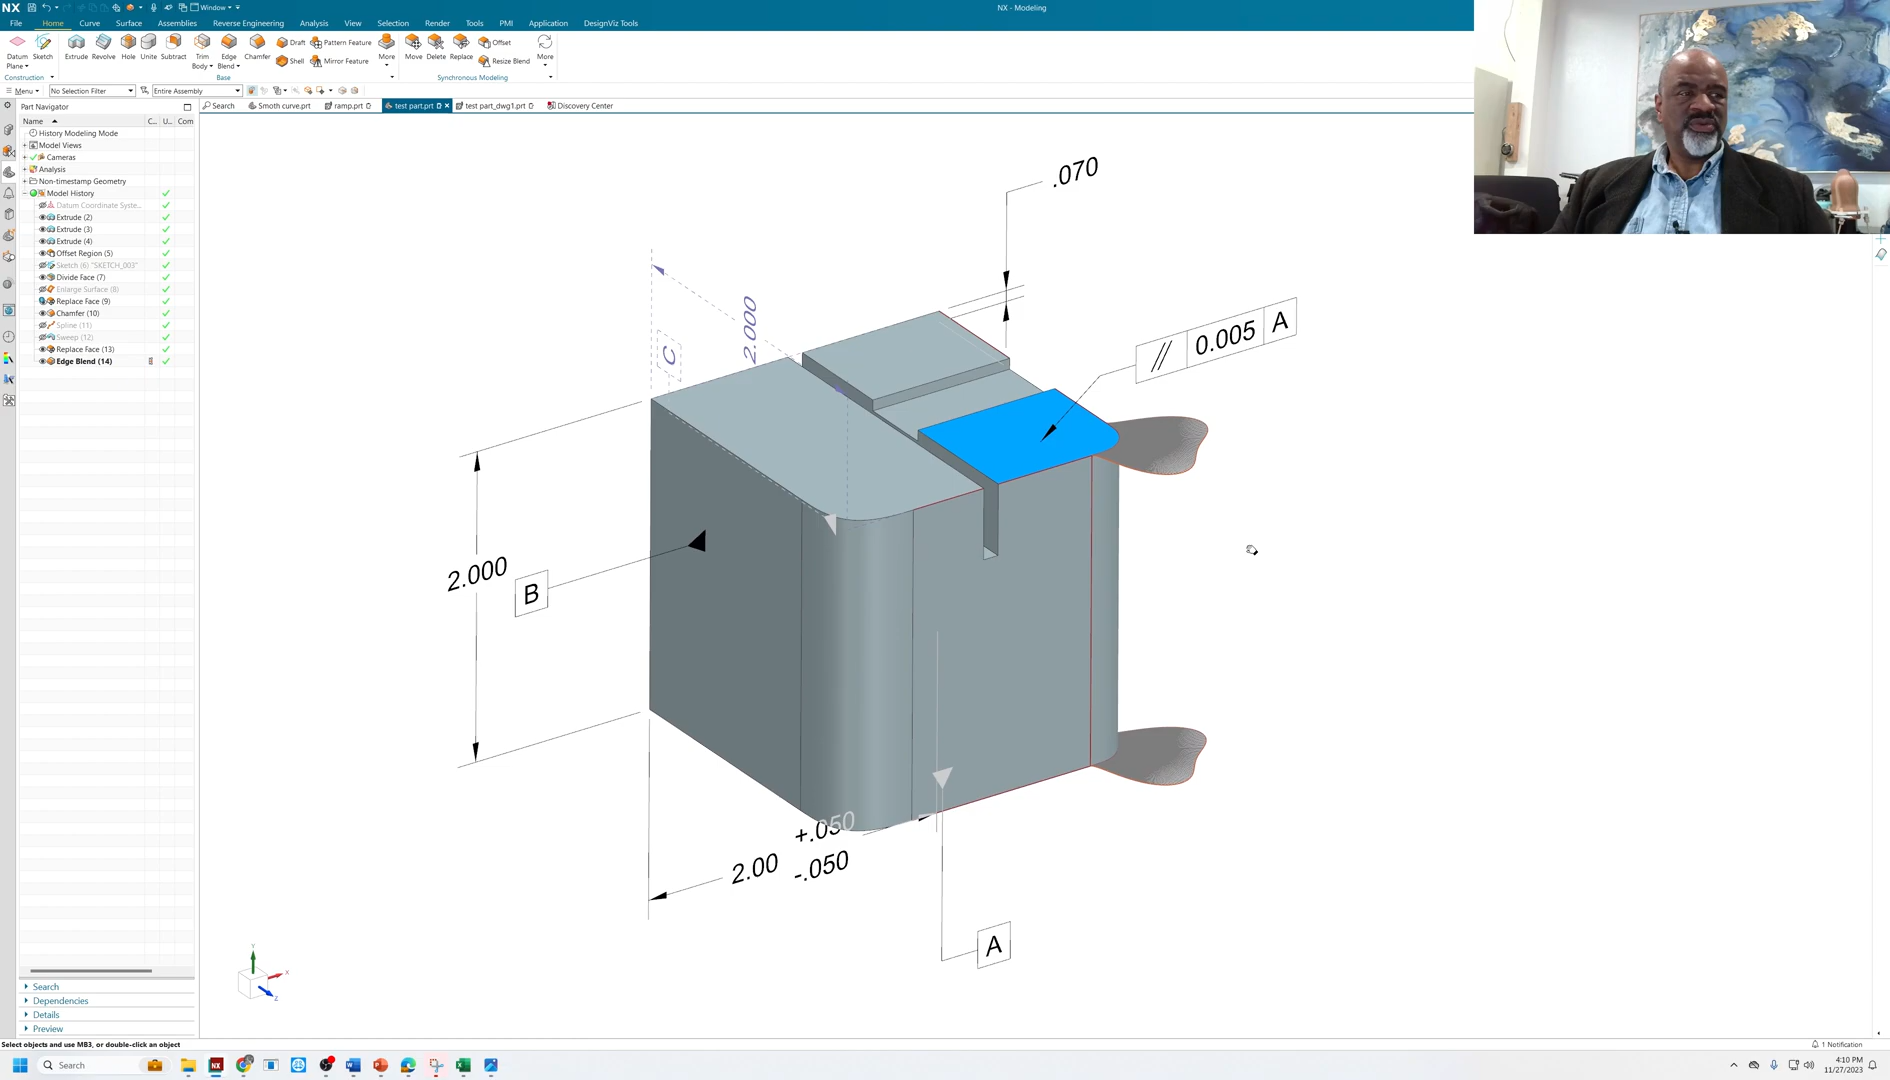 NX
Window
NX - Modeling
File Home Curve Surface Assemblies Reverse Engineering Analysis View Selection Render Tools PMI Application DesignViz Tools
Datum Plane
Sketch
Extrude
Revolve
Hole
Unite
Subtract
Trim Body
Edge Blend
Chamfer
Draft
Shell
Pattern Feature
Mirror Feature
More
Move
Delete
Replace
Offset
Resize Blend
More
Construction
Base
Synchronous Modeling
Menu
No Selection Filter
Entire Assembly
Part Navigator
Search
Smoth curve.prt
ramp.prt
test part.prt
test part_dwg1.prt
Discovery Center
Name C... U... Com
History Modeling Mode
Model Views
Cameras
Analysis
Non-timestamp Geometry
Model History
Datum Coordinate Syste...
Extrude (2)
Extrude (3)
Extrude (4)
Offset Region (5)
Sketch (6) "SKETCH_003"
Divide Face (7)
Enlarge Surface (8)
Replace Face (9)
Chamfer (10)
Spline (11)
Sweep (12)
Replace Face (13)
Edge Blend (14)
.070
2.000
C
// 0.005 A
2.000
B
+.050
2.00
-.050
A
Y
X
Z
Search
Dependencies
Details
Preview
Select objects and use MB3, or double-click an object
1 Notification
Search
NX
4:10 PM
11/27/2023